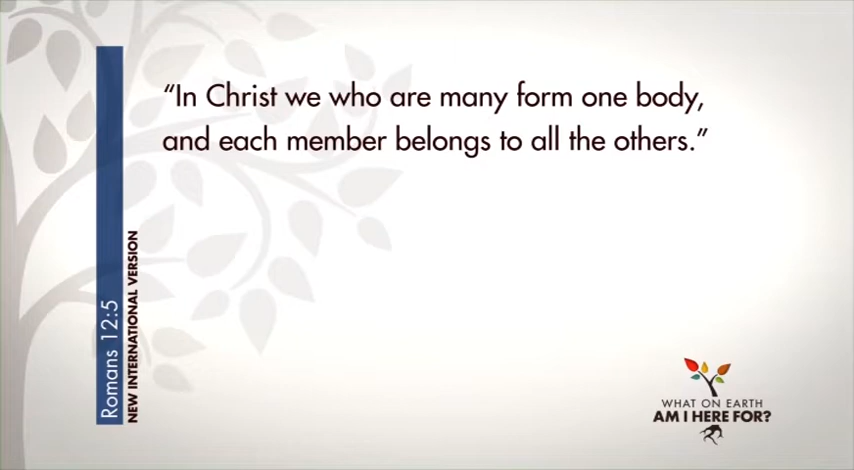 “In Christ we who are many form one body,
and each member belongs to all the others.”
Romans 12:5
NEW INTERNATIONAL VERSION
WHAT ON EARTH
AM I HERE FOR?